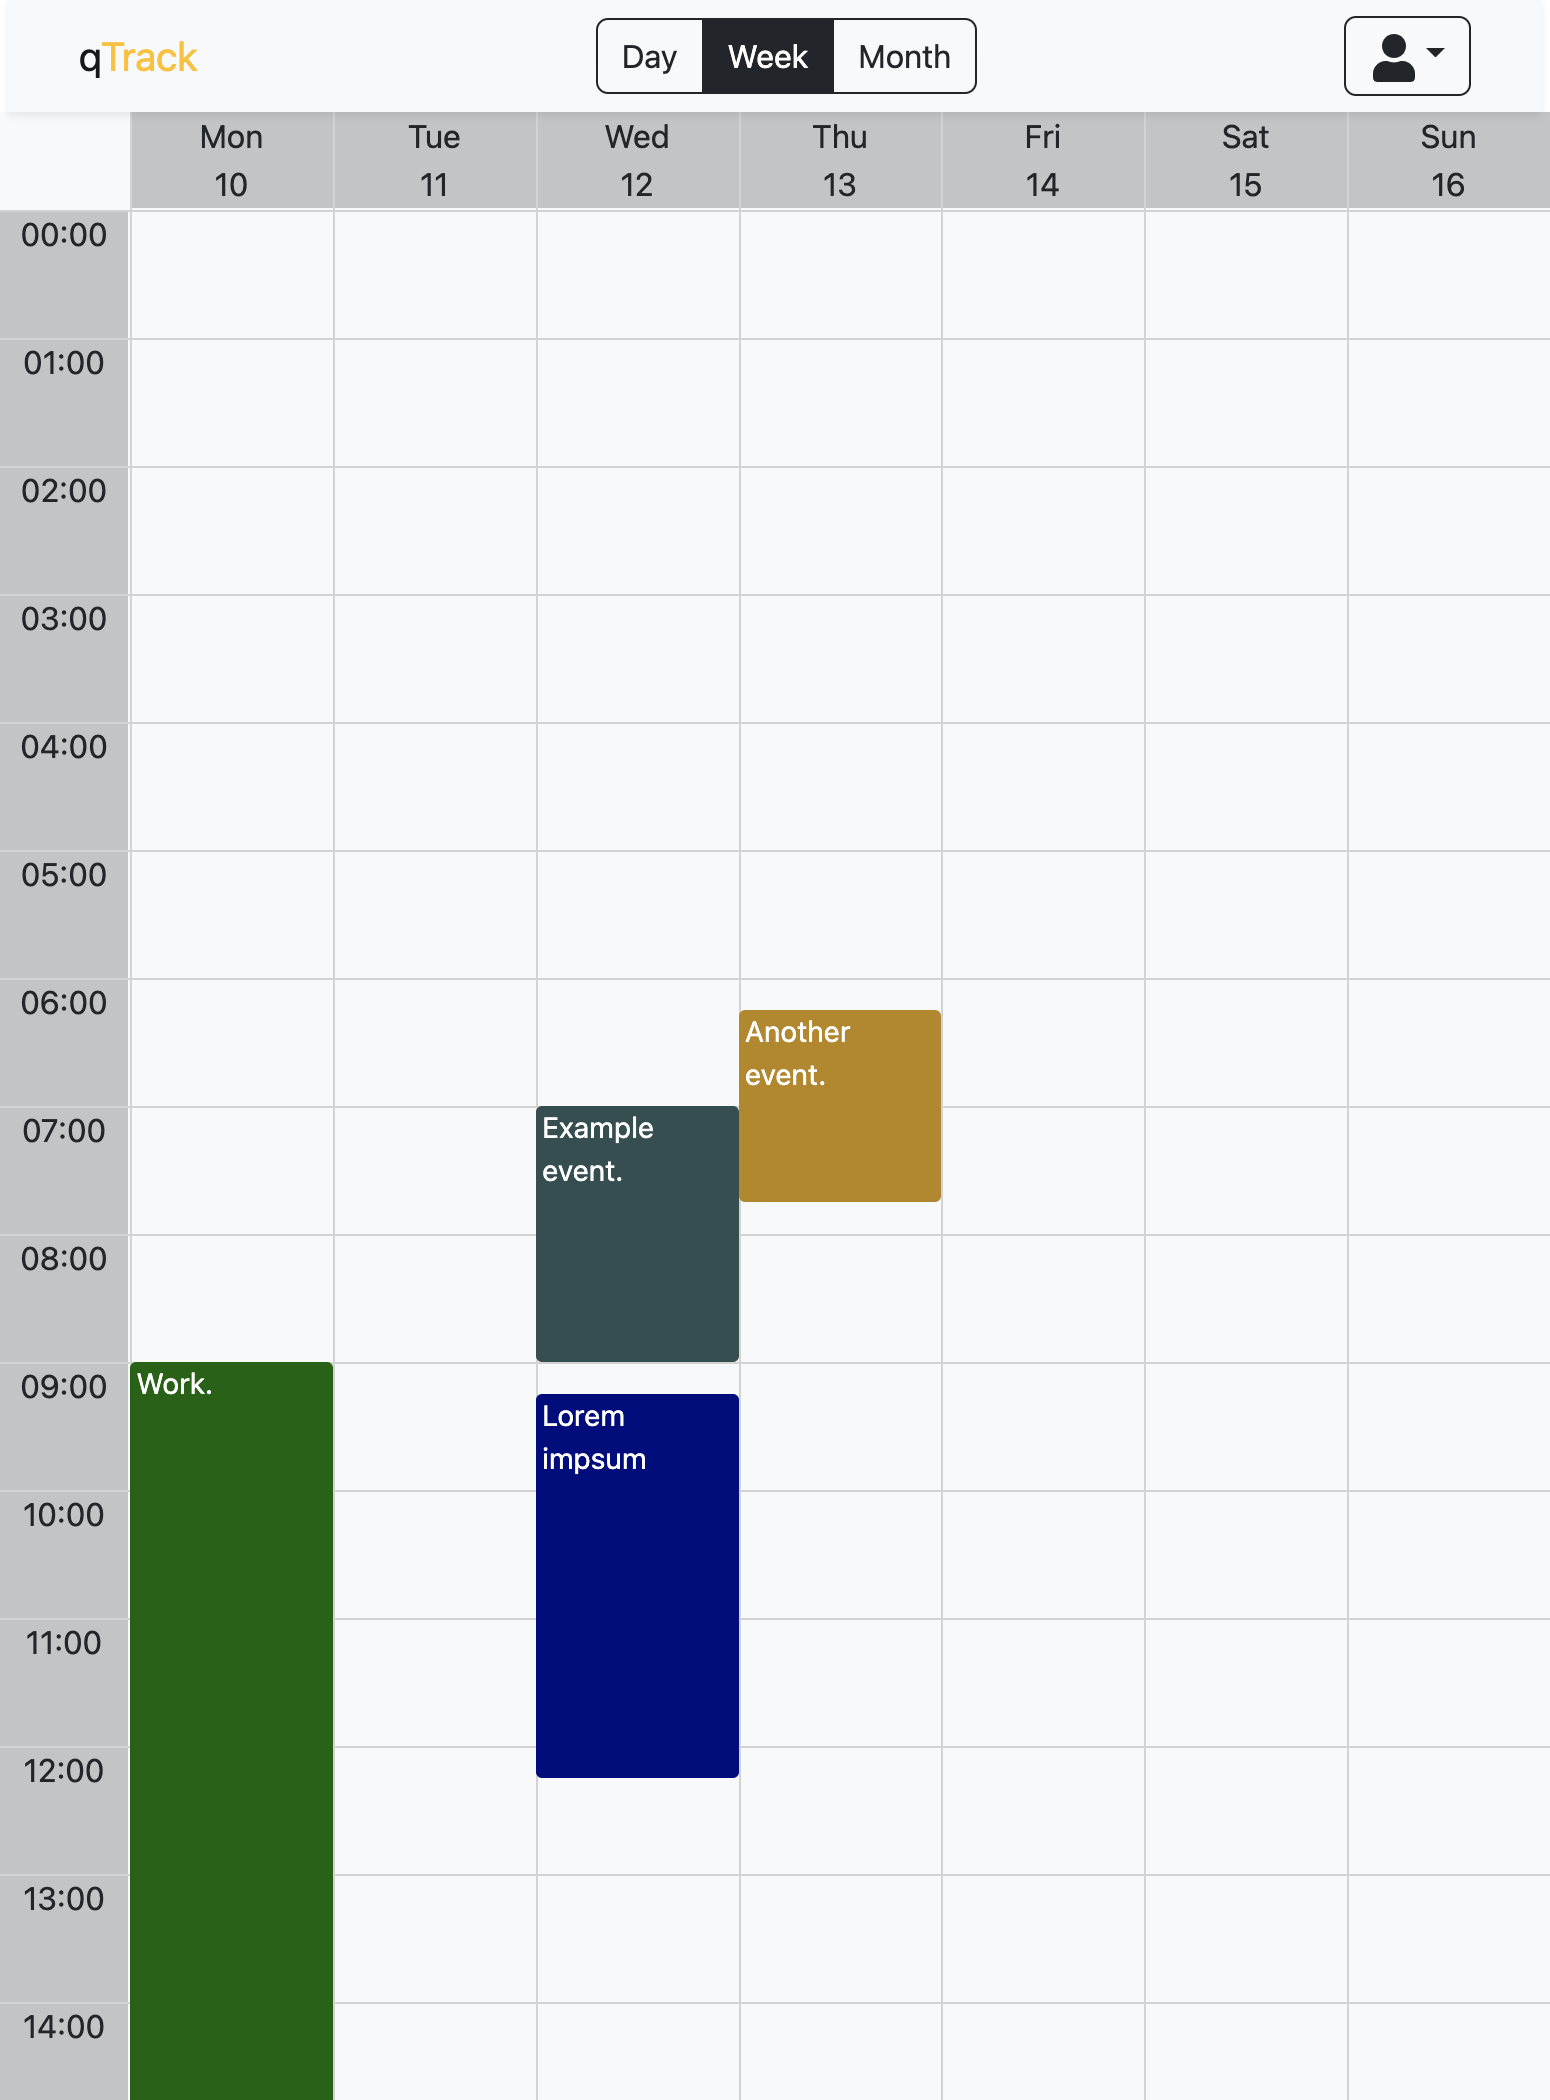 qTrack
Day Week Month
Mon Tue Wed Thu Fri Sat Sun
10 11 12 13 14 15 16
00:00
01:00
02:00
03:00
04:00
05:00
06:00
Another
event.
07:00
Example
event.
08:00
09:00
Work.
Lorem
impsum
10:00
11:00
12:00
13:00
14:00